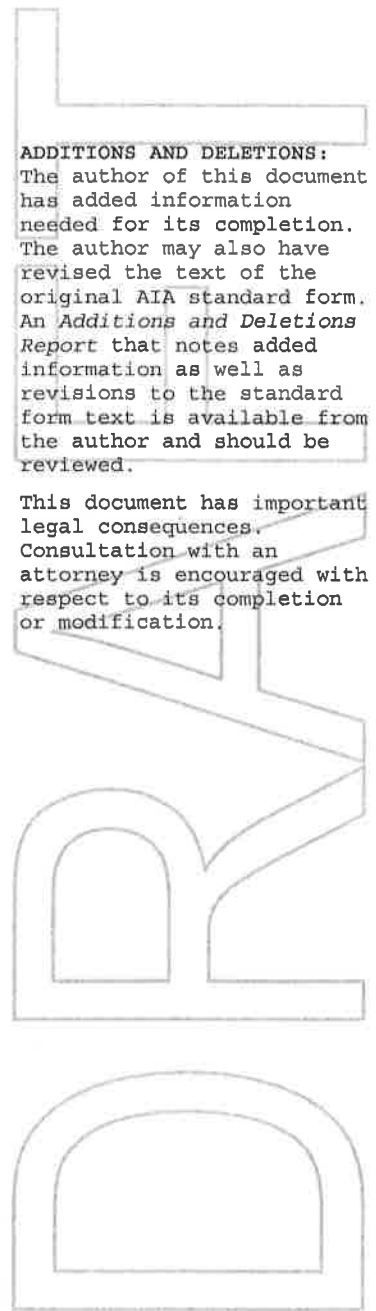 ADDITIONS AND DELETIONS:
The author of this document
has added information
needed for its completion.
The author may also have
revised the text of the
original AIA standard form.
An Additions and Deletions
Report that notes added
information as well as
revisions to the standard
form text is available from
the author and should be
reviewed.
This document has important
legal consequences.
Consultation with an
attorney is encouraged with
respect to its completion
or modification.
DRAFT